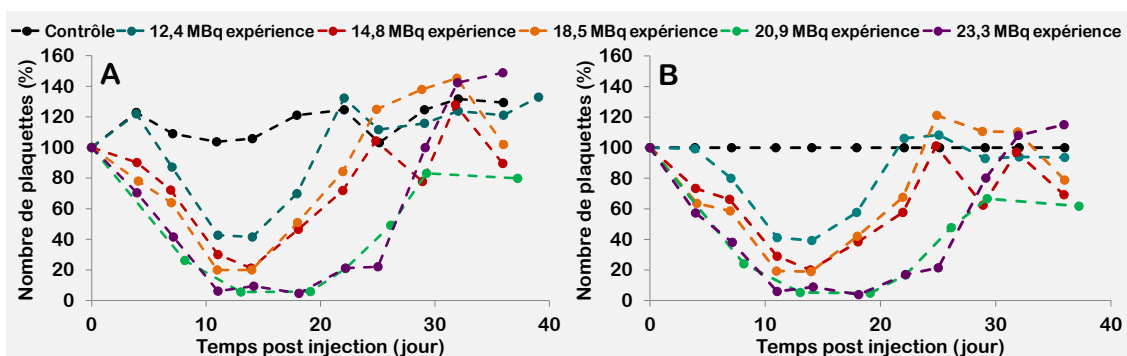 Contrôle 12,4 MBq expérience 14,8 MBq expérience 18,5 MBq expérience 20,9 MBq expérience 23,3 MBq expérience
A
Nombre de plaquettes (%)
160
140
120
100
80
60
40
20
0
0 10 20 30 40
Temps post injection (jour)
B
Nombre de plaquettes (%)
160
140
120
100
80
60
40
20
0
0 10 20 30 40
Temps post injection (jour)